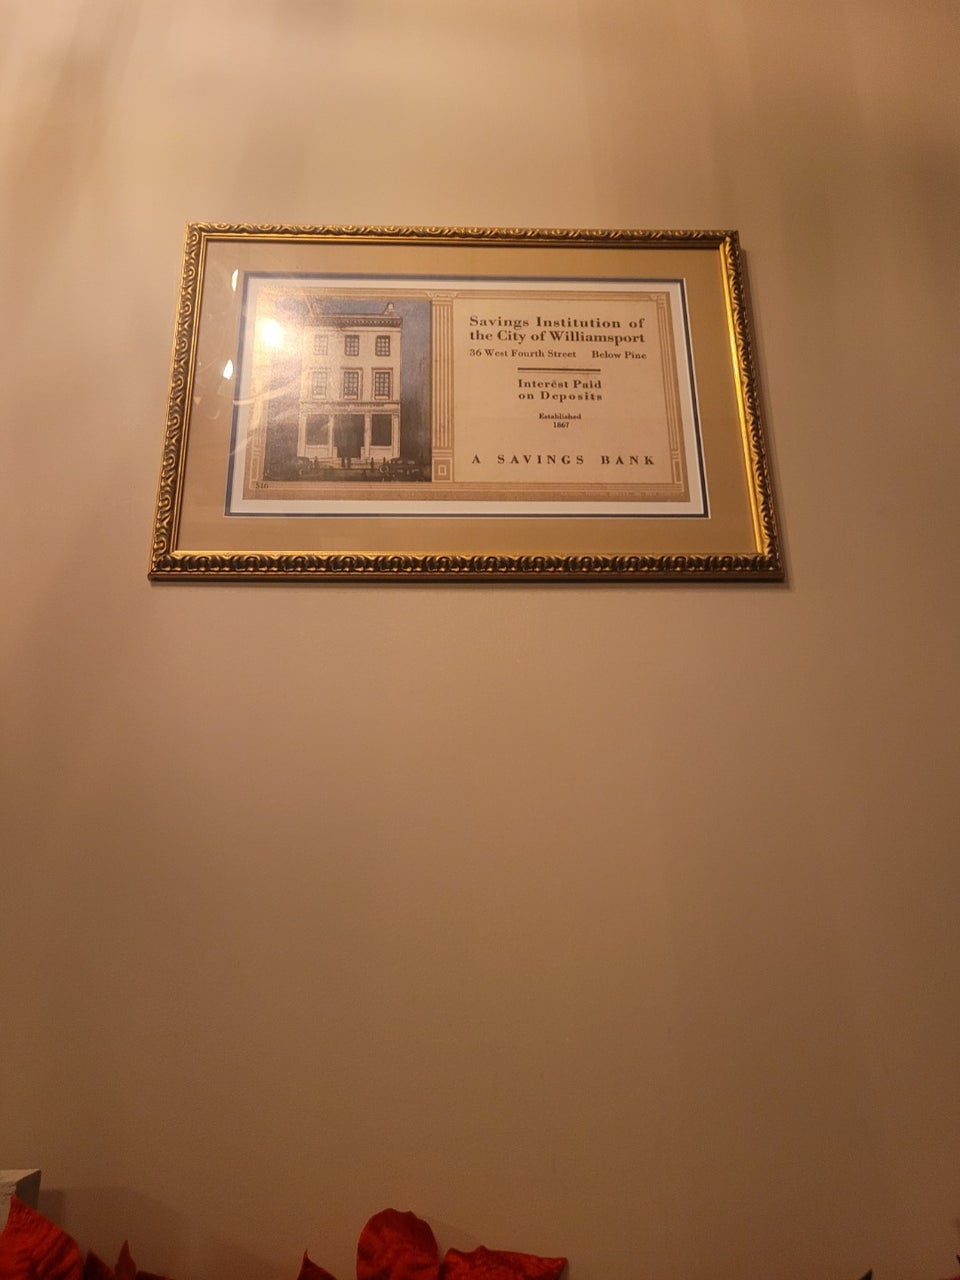 Savings Institution of
the City of Williamsport
36 West Fourth Street Below Pine
Interest Paid
on Deposits
Established
1867
A SAVINGS BANK
516